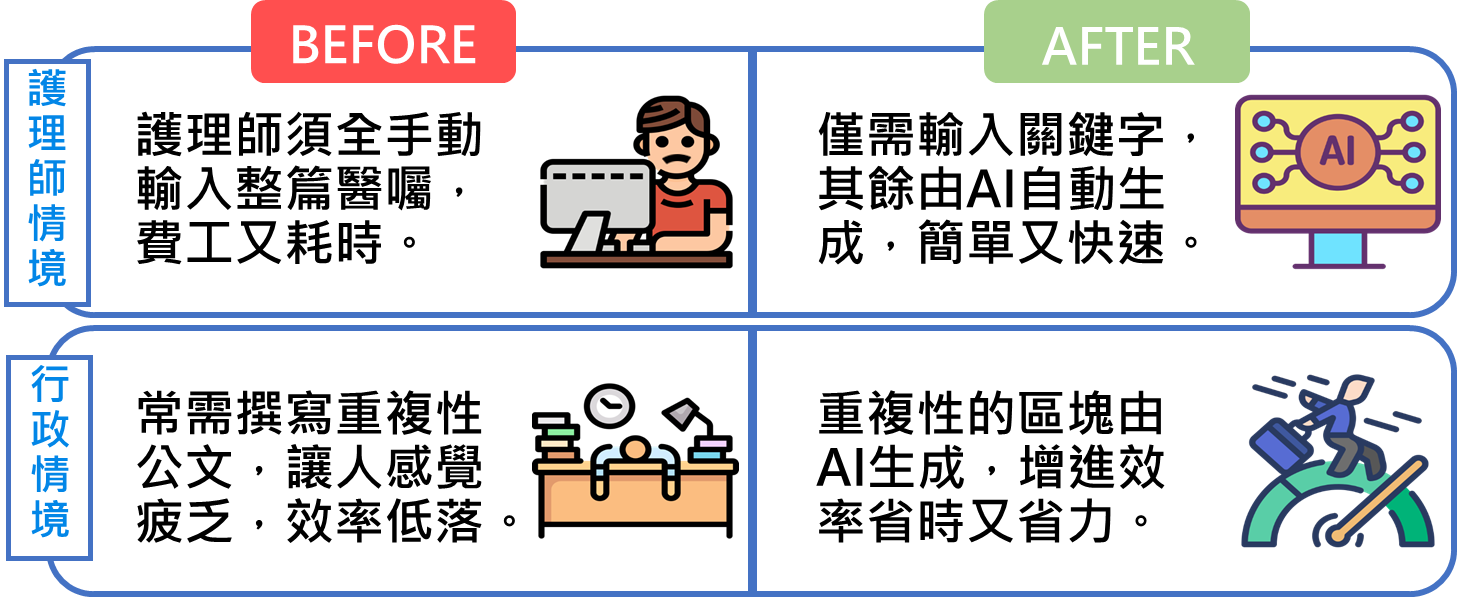 BEFORE
AFTER
護理師情境
護理師須全手動
輸入整篇醫囑，
費工又耗時。
僅需輸入關鍵字，
其餘由AI自動生
成，簡單又快速。
AI
行政情境
常需撰寫重複性
公文，讓人感覺
疲乏，效率低落。
重複性的區塊由
AI生成，增進效
率省時又省力。